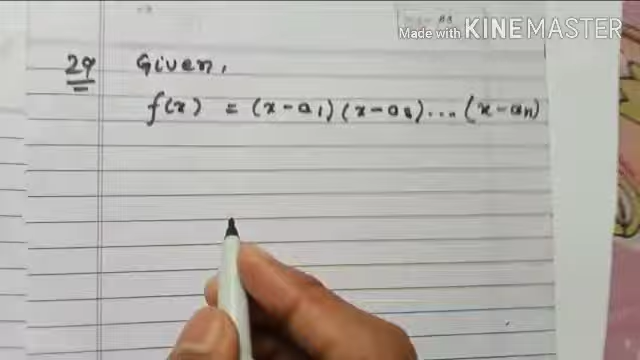 Made with KINEMASTER
29 Given,
f(x) = (x-a₁)(x-a₂)...(x-aₙ)